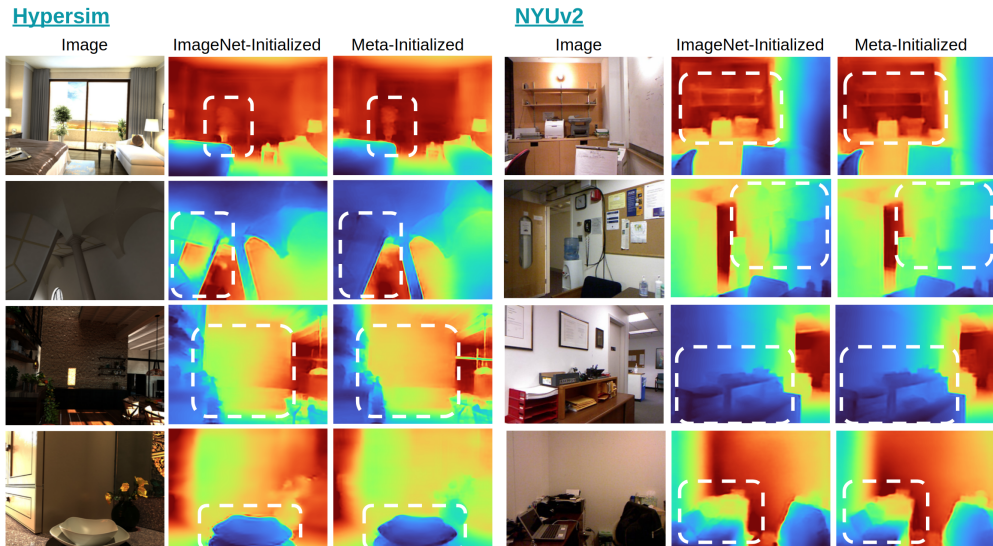 Hypersim
NYUv2
Image
ImageNet-Initialized
Meta-Initialized
Image
ImageNet-Initialized
Meta-Initialized